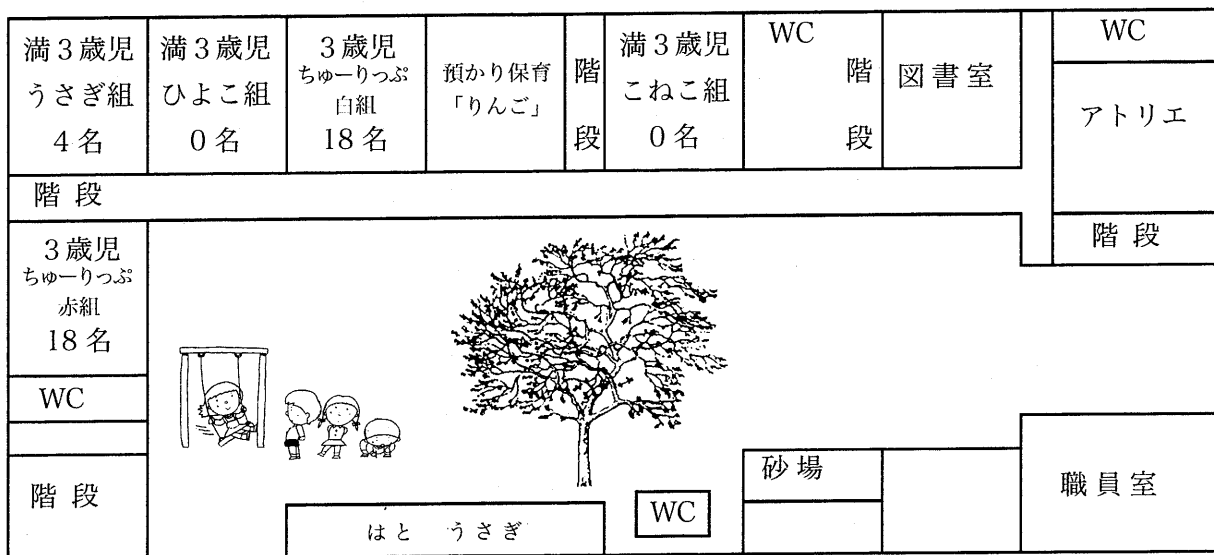 満3歳児
うさぎ組
4名
満3歳児
ひよこ組
0名
3歳児
ちゅーりっぷ
白組
18名
預かり保育
「りんご」
階
段
満3歳児
こねこ組
0名
WC
階
段
図書室
WC
アトリエ
階段
階段
3歳児
ちゅーりっぷ
赤組
18名
WC
階段
はと うさぎ
WC
砂場
職員室